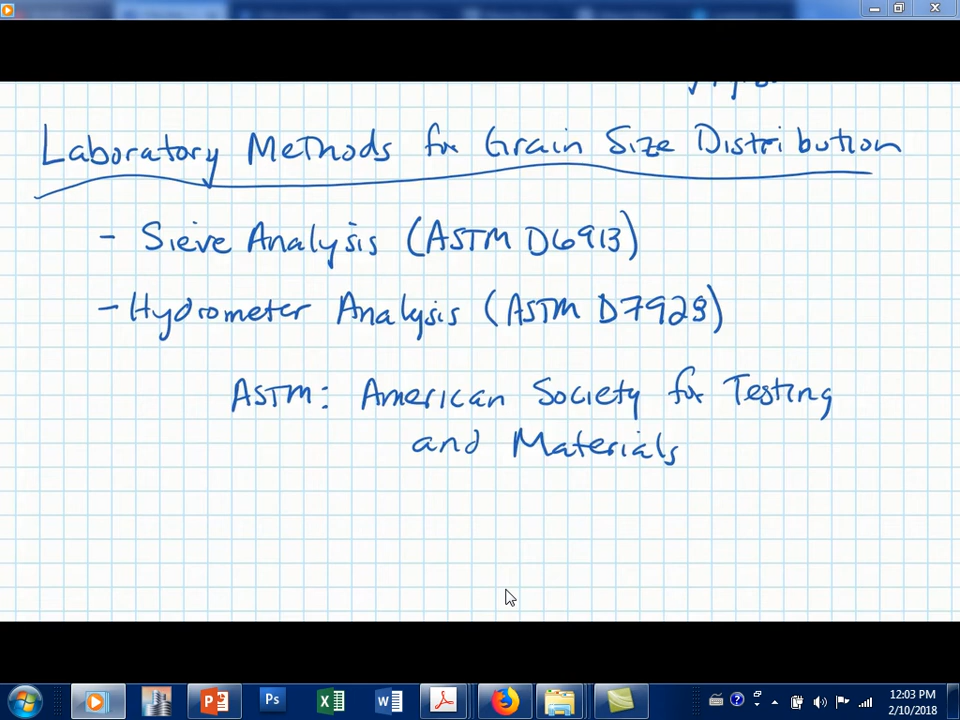 Laboratory Methods for Grain Size Distribution
- Sieve Analysis (ASTM D6913)
- Hydrometer Analysis (ASTM D7928)
ASTM: American Society for Testing
and Materials
Ps
12:03 PM
2/10/2018